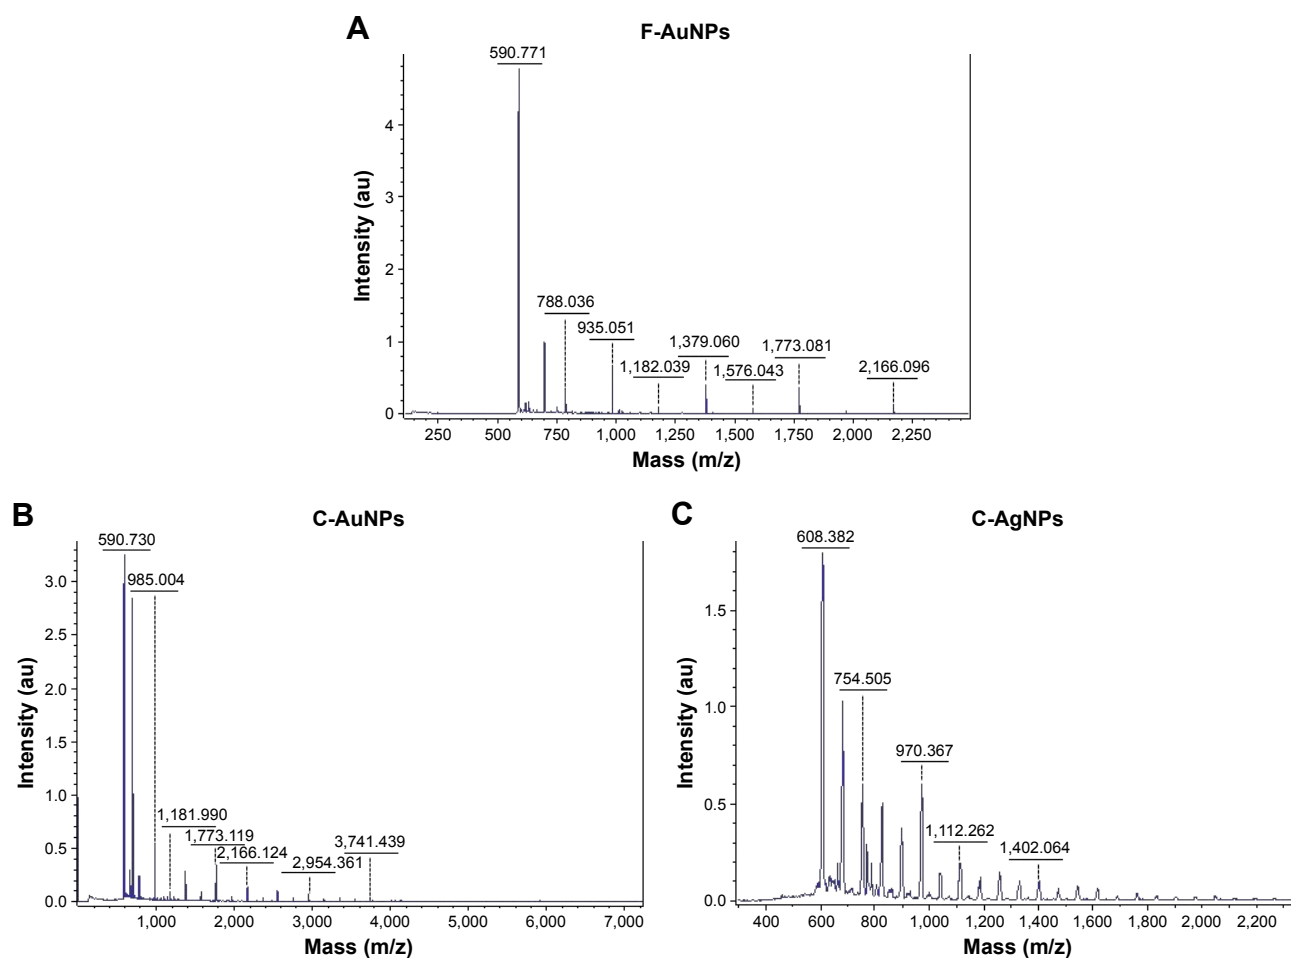 A
F-AuNPs
590.771
788.036
935.051
1,182.039
1,379.060
1,576.043
1,773.081
2,166.096
4
3
2
1
0
Intensity (au)
250 500 750 1,000 1,250 1,500 1,750 2,000 2,250
Mass (m/z)
B
C-AuNPs
590.730
985.004
1,181.990
1,773.119
2,166.124
2,954.361
3,741.439
3.0
2.5
2.0
1.5
1.0
0.5
0.0
Intensity (au)
1,000 2,000 3,000 4,000 5,000 6,000 7,000
Mass (m/z)
C
C-AgNPs
608.382
754.505
970.367
1,112.262
1,402.064
1.5
1.0
0.5
0.0
Intensity (au)
400 600 800 1,000 1,200 1,400 1,600 1,800 2,000 2,200
Mass (m/z)